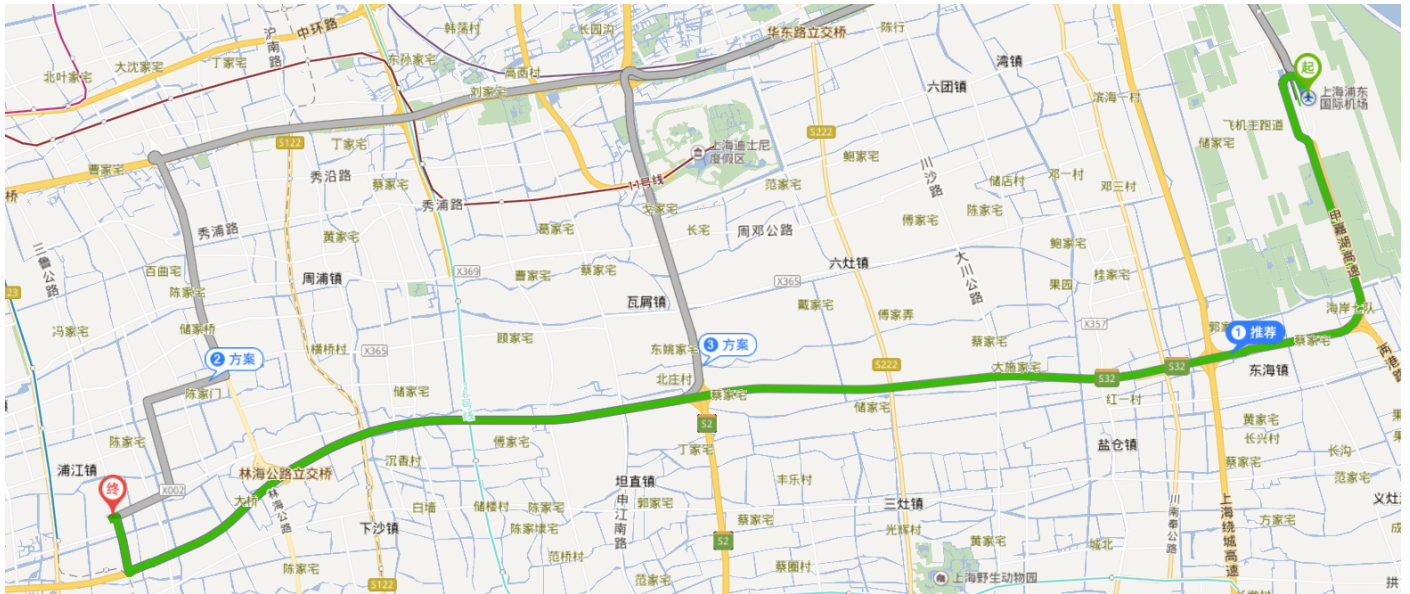 韩荡村
长园沟
华东路立交桥
陈行
沪南路
中环路
丁家宅
大沈家宅
北叶家宅
东孙家宅
高西村
刘家宅
湾镇
六团镇
滨海一村
起
上海浦东
国际机场
飞机主跑道
储家宅
S122
S222
丁家宅
上海迪士尼
度假区
鲍家宅
川沙路
曹家宅
秀沿路
蔡家宅
11号线
范家宅
储店村
邓一村
邓三村
桥
秀浦路
戈家宅
陈家宅
傅家宅
申嘉湖高速
秀浦路
黄家宅
葛家宅
长宅
周邓公路
鲍家宅
三鲁公路
百曲宅
周浦镇
X369
曹家宅
蔡家宅
六灶镇
大川公路
桂家宅
X365
果园
陈家宅
瓦屑镇
戴家宅
海岸七队
冯家宅
储家桥
顾家宅
傅家弄
X357
横桥村
X365
东姚家宅
蔡家宅
1 推荐
蔡家宅
2 方案
3 方案
S222
大施家宅
S32
S32
东海镇
两港路
陈家门
储家宅
北庄村
蔡家宅
储家宅
红一村
黄家宅
S2
长兴村
陈家宅
傅家宅
丁家宅
盐仓镇
长沟
浦江镇
林海公路立交桥
沉香村
蔡家宅
范家宅
终
X002
大桥
坦直镇
丰乐村
林海公路
白墙
储楼村
陈家宅
郭家宅
三灶镇
川南奉公路
上海绕城高速
下沙镇
陈家埭宅
申江南路
蔡家宅
光辉村
方家宅
S2
黄家宅
城北
范桥村
陈家宅
S122
范家宅
蔡圈村
上海野生动物园